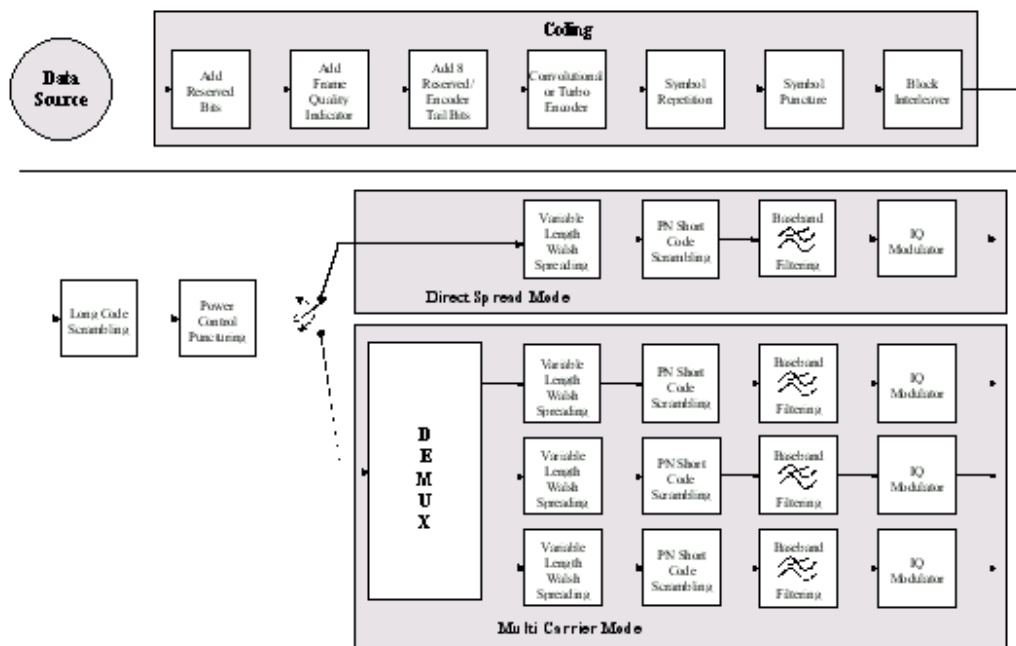 Coding
Data
Source
Add
Reserved
Bits
Add
Frame
Quality
Indicator
Add 8
Reserved/
Encoder
Tail Bits
Convolutional
or Turbo
Encoder
Symbol
Repetition
Symbol
Puncture
Block
Interleaver
Long Code
Scrambling
Power
Control
Puncturing
Variable
Length
Walsh
Spreading
PN Short
Code
Scrambling
Baseband
Filtering
IQ
Modulator
Direct Spread Mode
D
E
M
U
X
Variable
Length
Walsh
Spreading
PN Short
Code
Scrambling
Baseband
Filtering
IQ
Modulator
Variable
Length
Walsh
Spreading
PN Short
Code
Scrambling
Baseband
Filtering
IQ
Modulator
Variable
Length
Walsh
Spreading
PN Short
Code
Scrambling
Baseband
Filtering
IQ
Modulator
Multi Carrier Mode